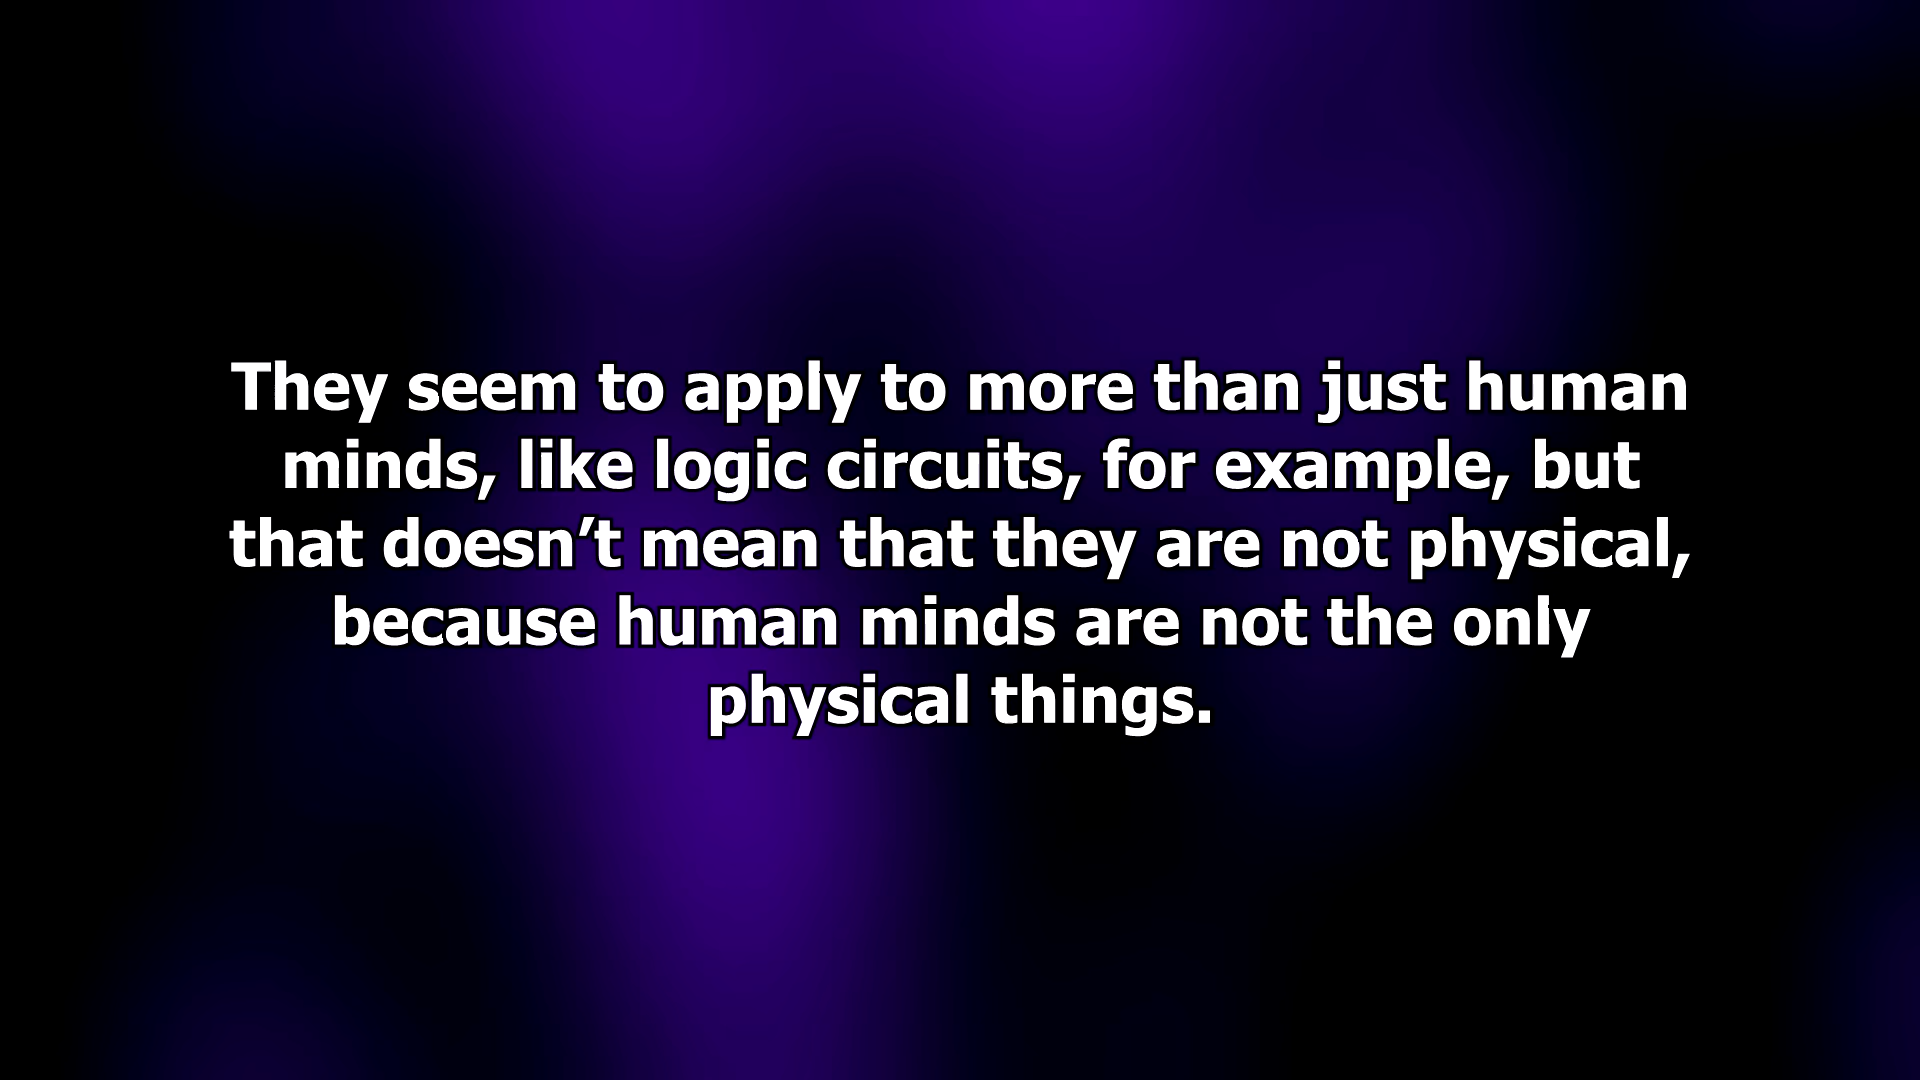 They seem to apply to more than just human
minds, like logic circuits, for example, but
that doesn’t mean that they are not physical,
because human minds are not the only
physical things.